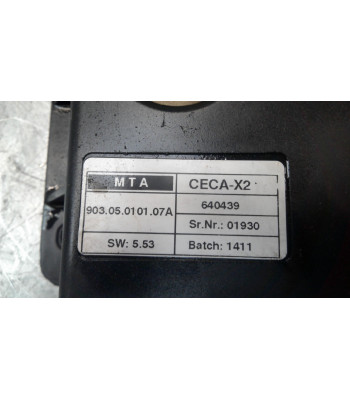 MTA
CECA-X2
903.05.0101.07A
640439
Sr.Nr.: 01930
SW: 5.53
Batch: 1411